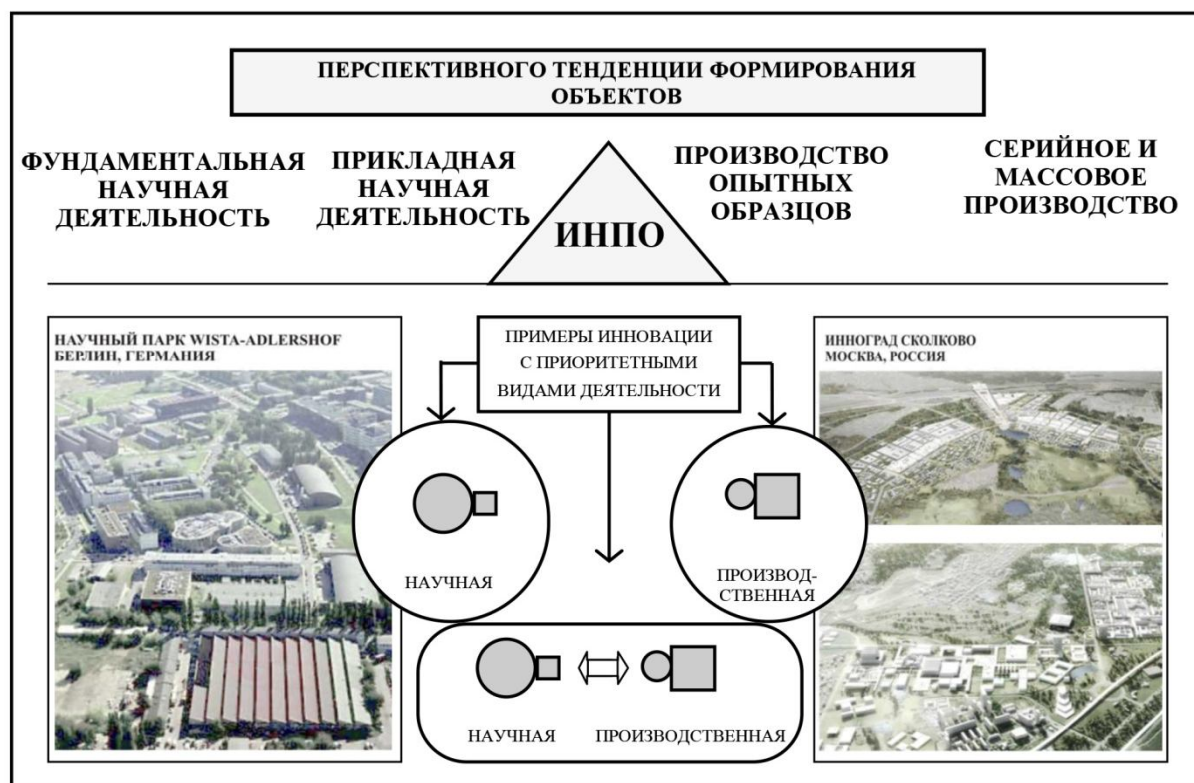 ПЕРСПЕКТИВНОГО ТЕНДЕНЦИИ ФОРМИРОВАНИЯ
ОБЪЕКТОВ
ФУНДАМЕНТАЛЬНАЯ
НАУЧНАЯ
ДЕЯТЕЛЬНОСТЬ
ПРИКЛАДНАЯ
НАУЧНАЯ
ДЕЯТЕЛЬНОСТЬ
ИНПО
ПРОИЗВОДСТВО
ОПЫТНЫХ
ОБРАЗЦОВ
СЕРИЙНОЕ И
МАССОВОЕ
ПРОИЗВОДСТВО
НАУЧНЫЙ ПАРК WISTA-ADLERSHOF
БЕРЛИН, ГЕРМАНИЯ
ПРИМЕРЫ ИННОВАЦИИ
С ПРИОРИТЕТНЫМИ
ВИДАМИ ДЕЯТЕЛЬНОСТИ
ИННОГРАД СКОЛКОВО
МОСКВА, РОССИЯ
НАУЧНАЯ
ПРОИЗВОД-
СТВЕННАЯ
НАУЧНАЯ
ПРОИЗВОДСТВЕННАЯ